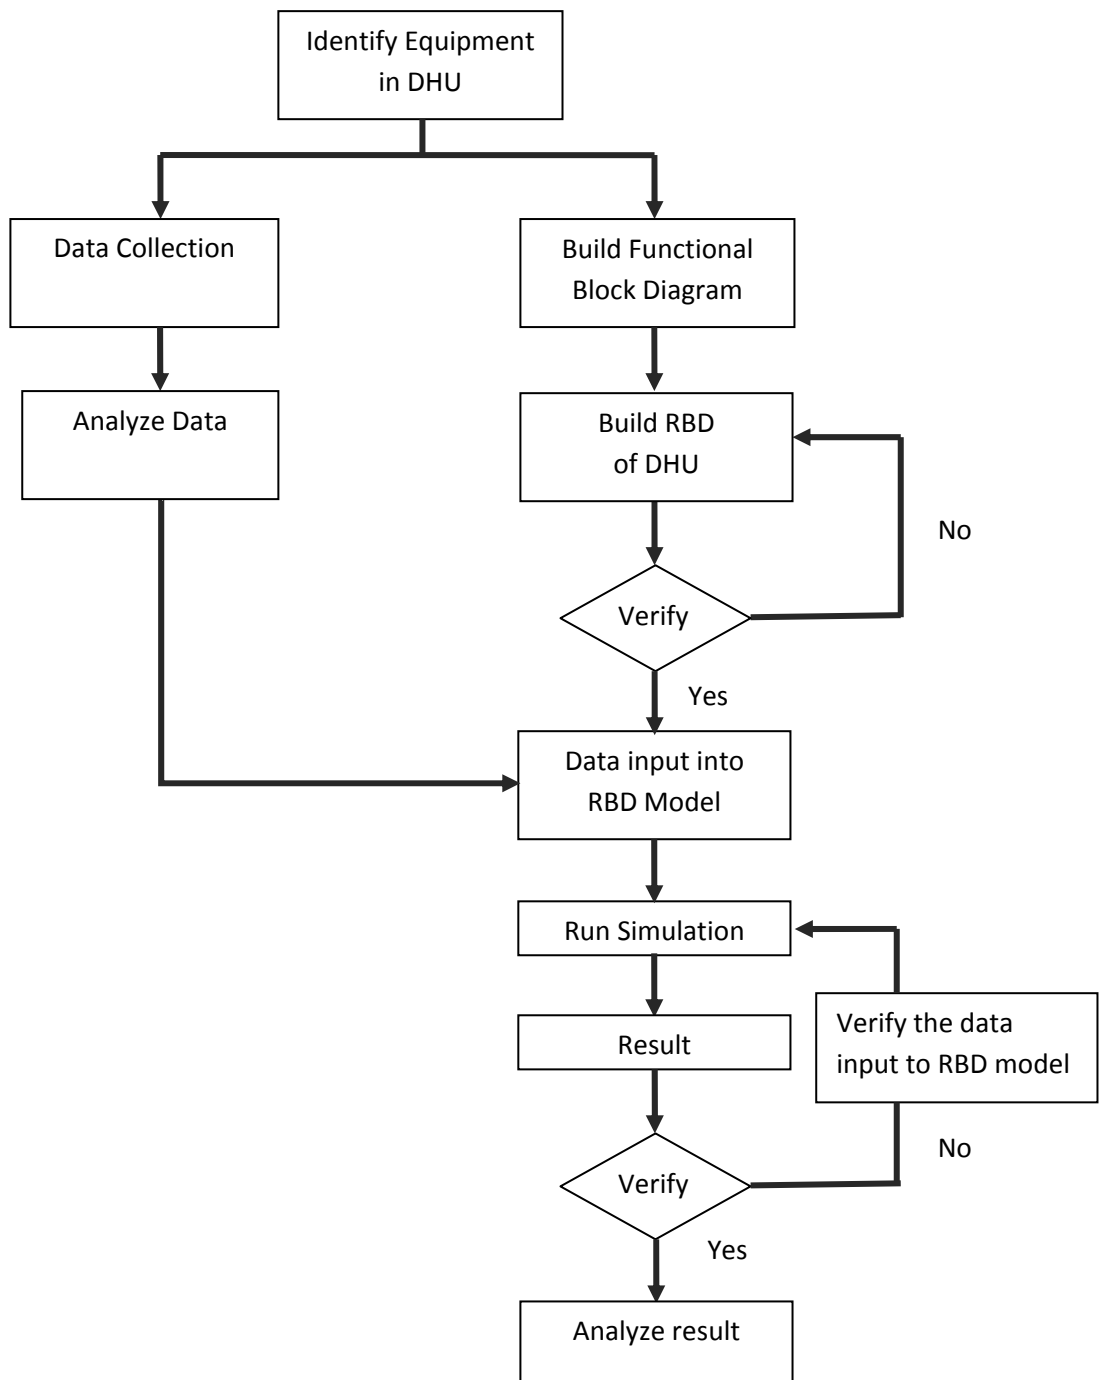 Identify Equipment
in DHU
Data Collection
Build Functional
Block Diagram
Analyze Data
Build RBD
of DHU
No
Verify
Yes
Data input into
RBD Model
Run Simulation
Verify the data
input to RBD model
Result
No
Verify
Yes
Analyze result